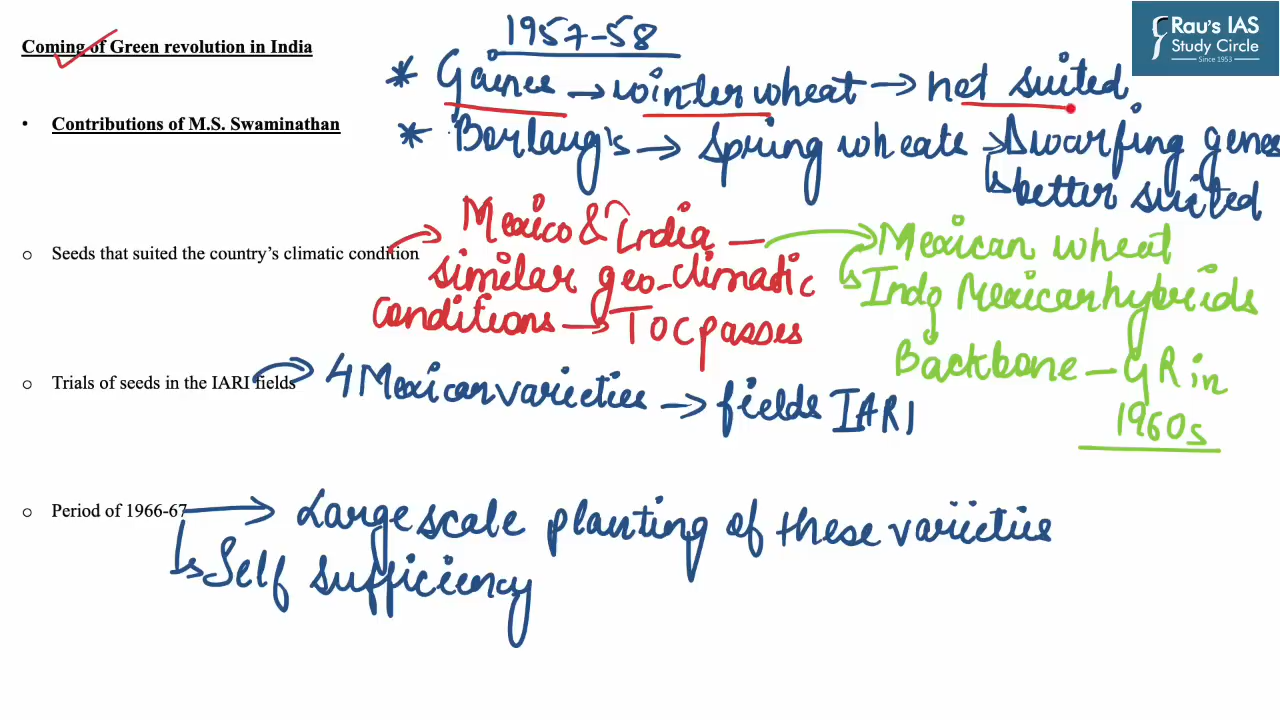 Coming of Green revolution in India
1957-58
Rau's IAS
Study Circle
Since 1953
* Gaines → winter wheat → not suited
• Contributions of M.S. Swaminathan
* Borlaug's → spring wheats → Dwarfing genes
↳ better suited
○ Seeds that suited the country's climatic condition
Mexico & India —
similar geo-climatic
conditions → TOC passes
Mexican wheat
Indo Mexican hybrids
Backbone — GR in
1960s
○ Trials of seeds in the IARI fields
4 Mexican varieties → fields IARI
○ Period of 1966-67
Large scale planting of these varieties
Self sufficiency